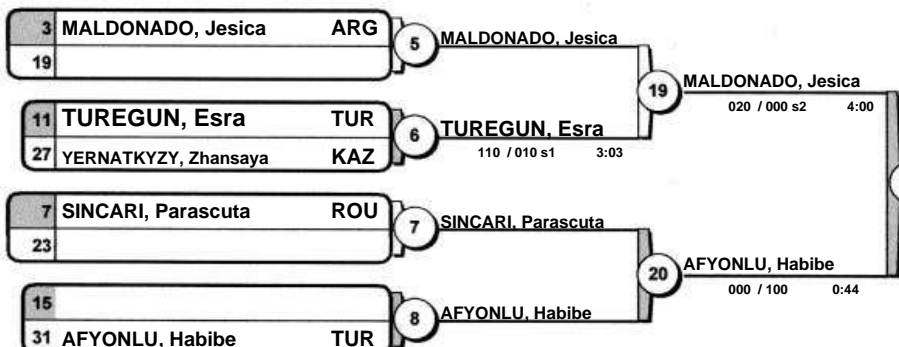 3 MALDONADO, Jesica ARG
19
5
MALDONADO, Jesica
11 TUREGUN, Esra TUR
27 YERNATKYZY, Zhansaya KAZ
6
TUREGUN, Esra
110 / 010 s1 3:03
19
MALDONADO, Jesica
020 / 000 s2 4:00
7 SINCARI, Parascuta ROU
23
7
SINCARI, Parascuta
15
31 AFYONLU, Habibe TUR
8
AFYONLU, Habibe
20
AFYONLU, Habibe
000 / 100 0:44